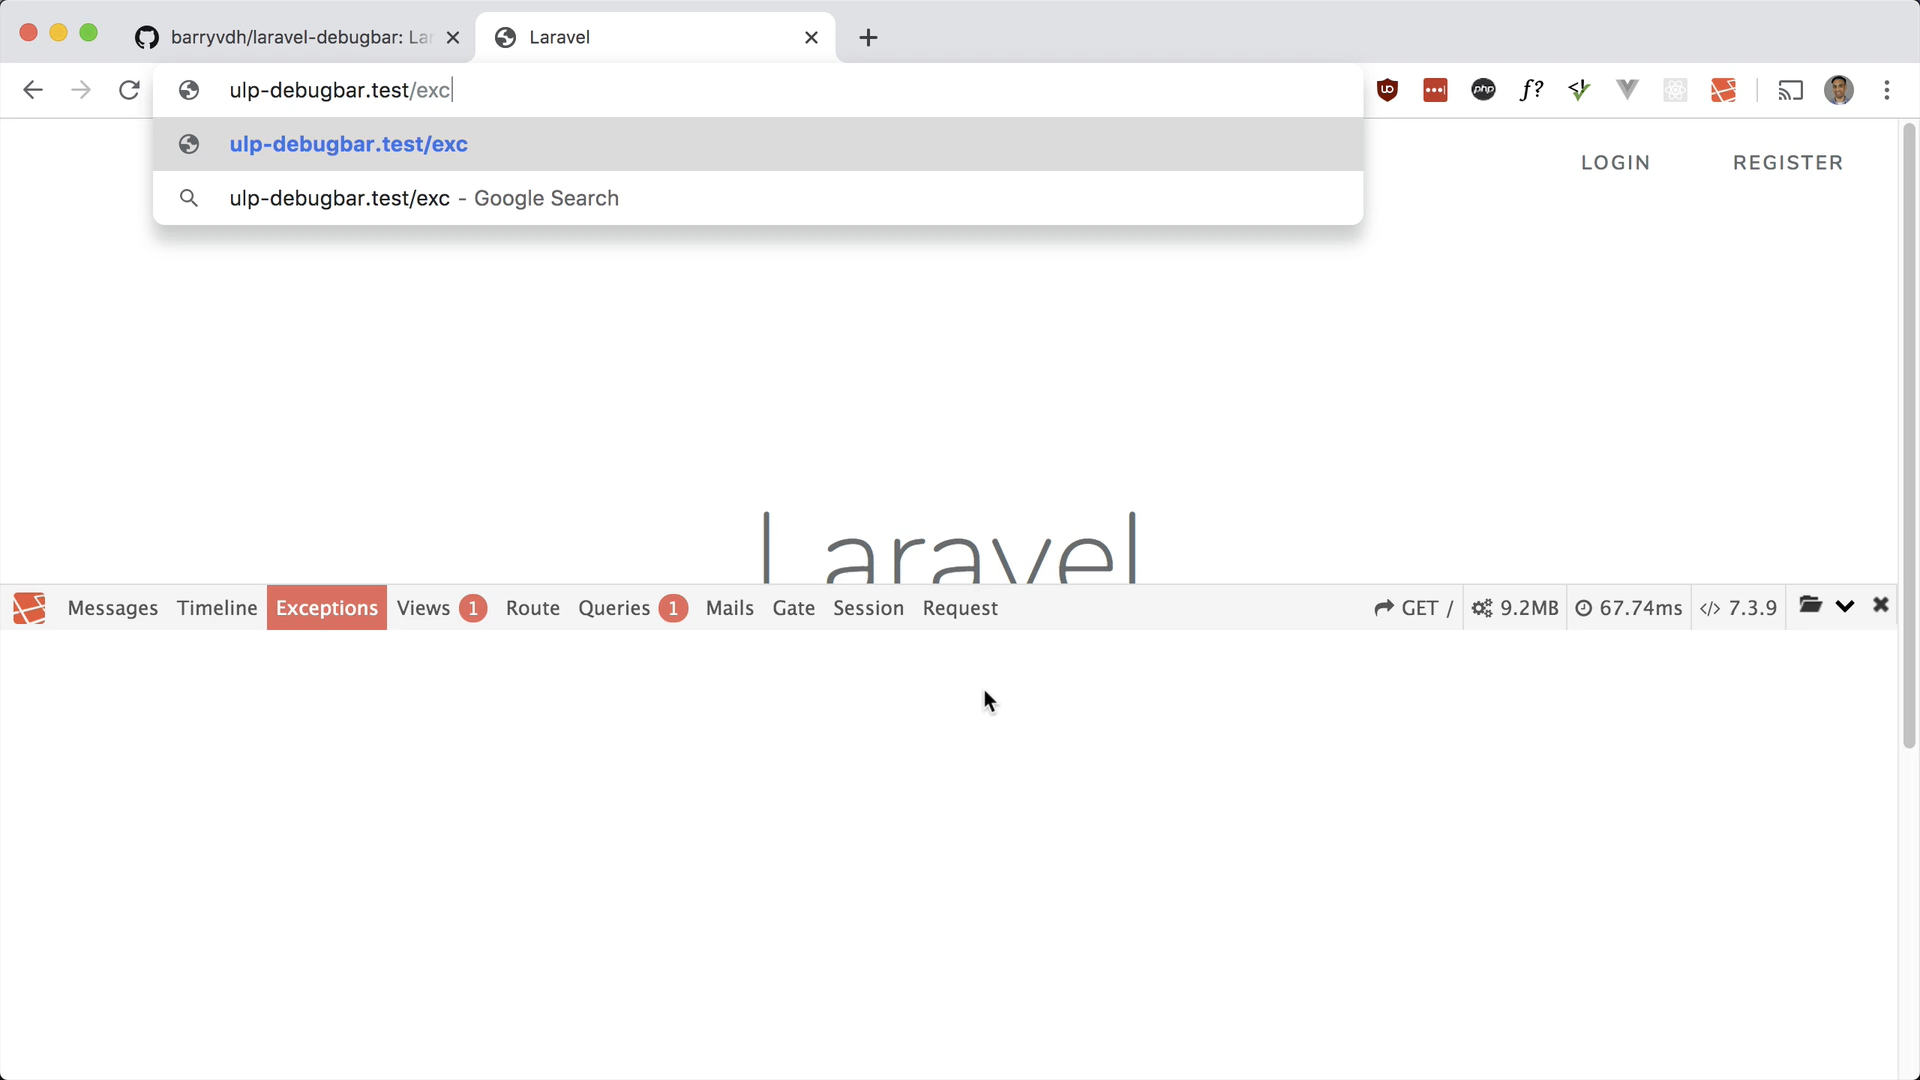 barryvdh/laravel-debugbar: La
Laravel
ulp-debugbar.test/exc
ulp-debugbar.test/exc
ulp-debugbar.test/exc - Google Search
php
f?
LOGIN
REGISTER
Laravel
Messages Timeline Exceptions Views 1 Route Queries 1 Mails Gate Session Request
GET / 9.2MB 67.74ms </> 7.3.9